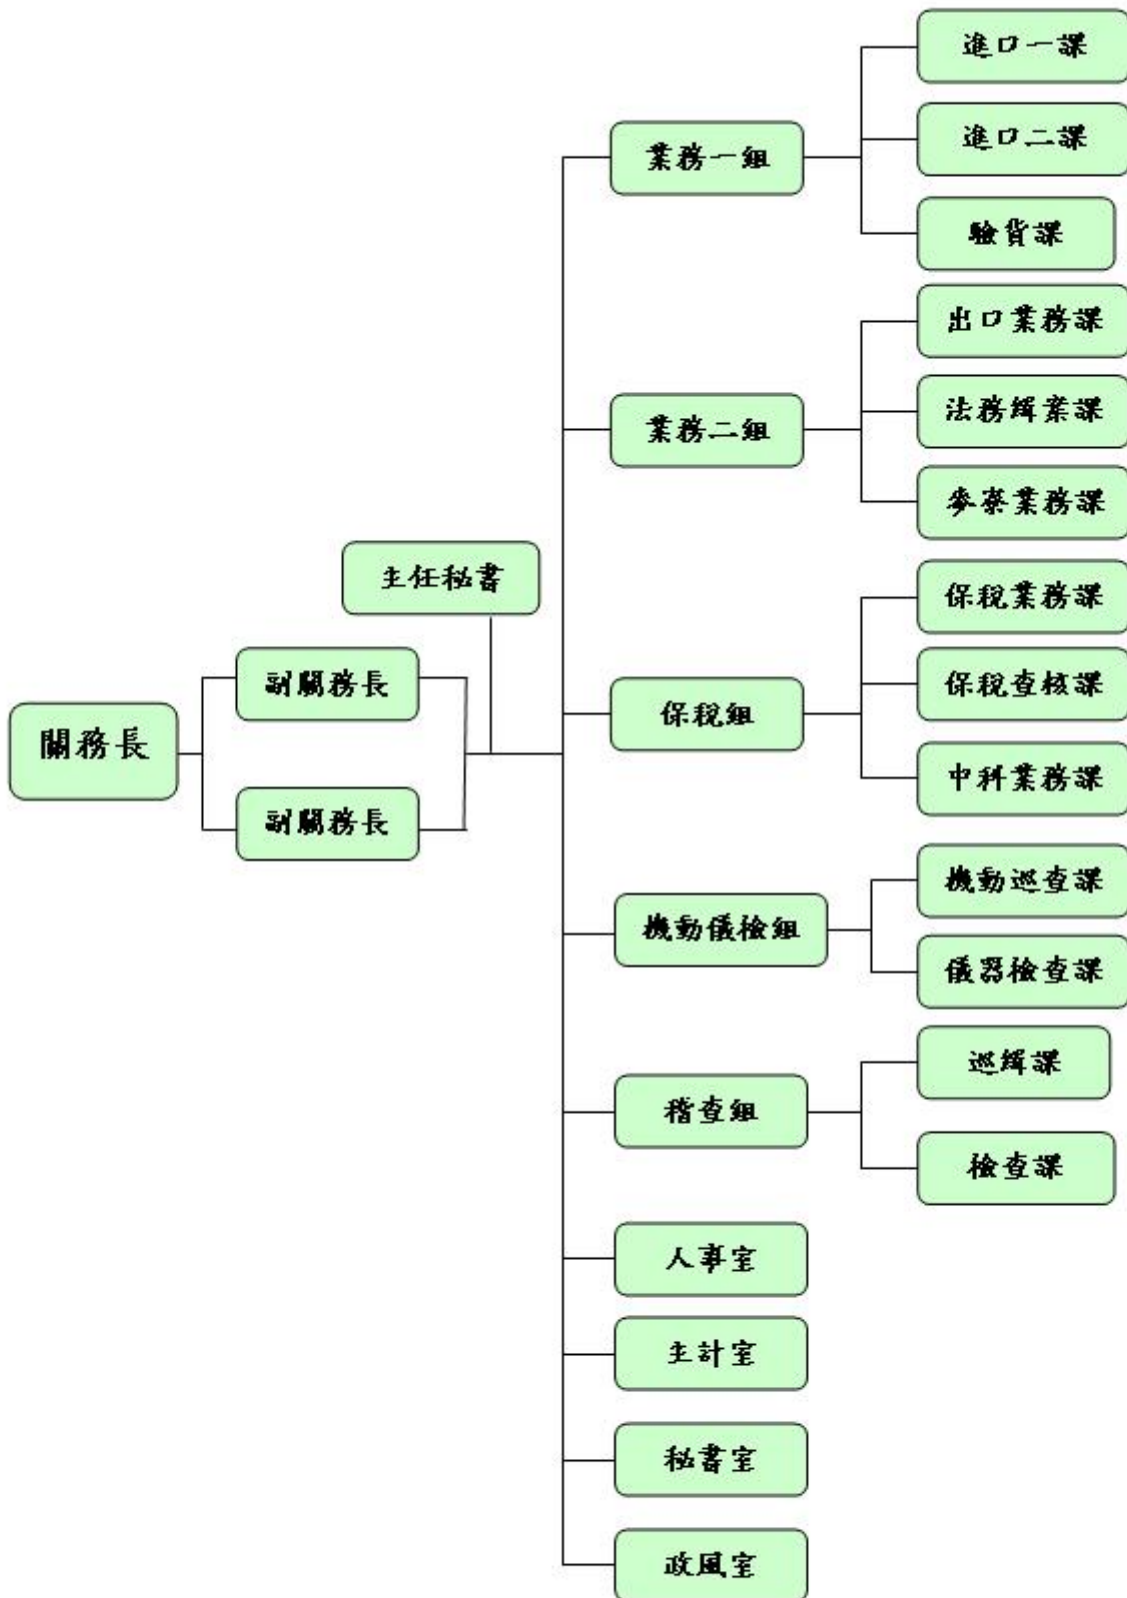 關務長
副關務長
副關務長
主任秘書
業務一組
進口一課
進口二課
驗貨課
業務二組
出口業務課
法務緝案課
麥寮業務課
保稅組
保稅業務課
保稅查核課
中科業務課
機動儀檢組
機動巡查課
儀器檢查課
稽查組
巡緝課
檢查課
人事室
主計室
秘書室
政風室